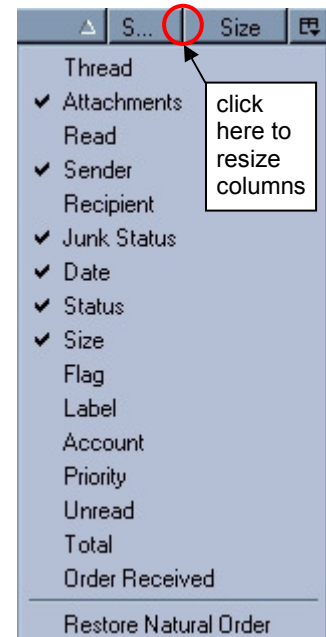 S... Size
Thread
Attachments
Read
Sender
Recipient
Junk Status
Date
Status
Size
Flag
Label
Account
Priority
Unread
Total
Order Received
Restore Natural Order
click
here to
resize
columns